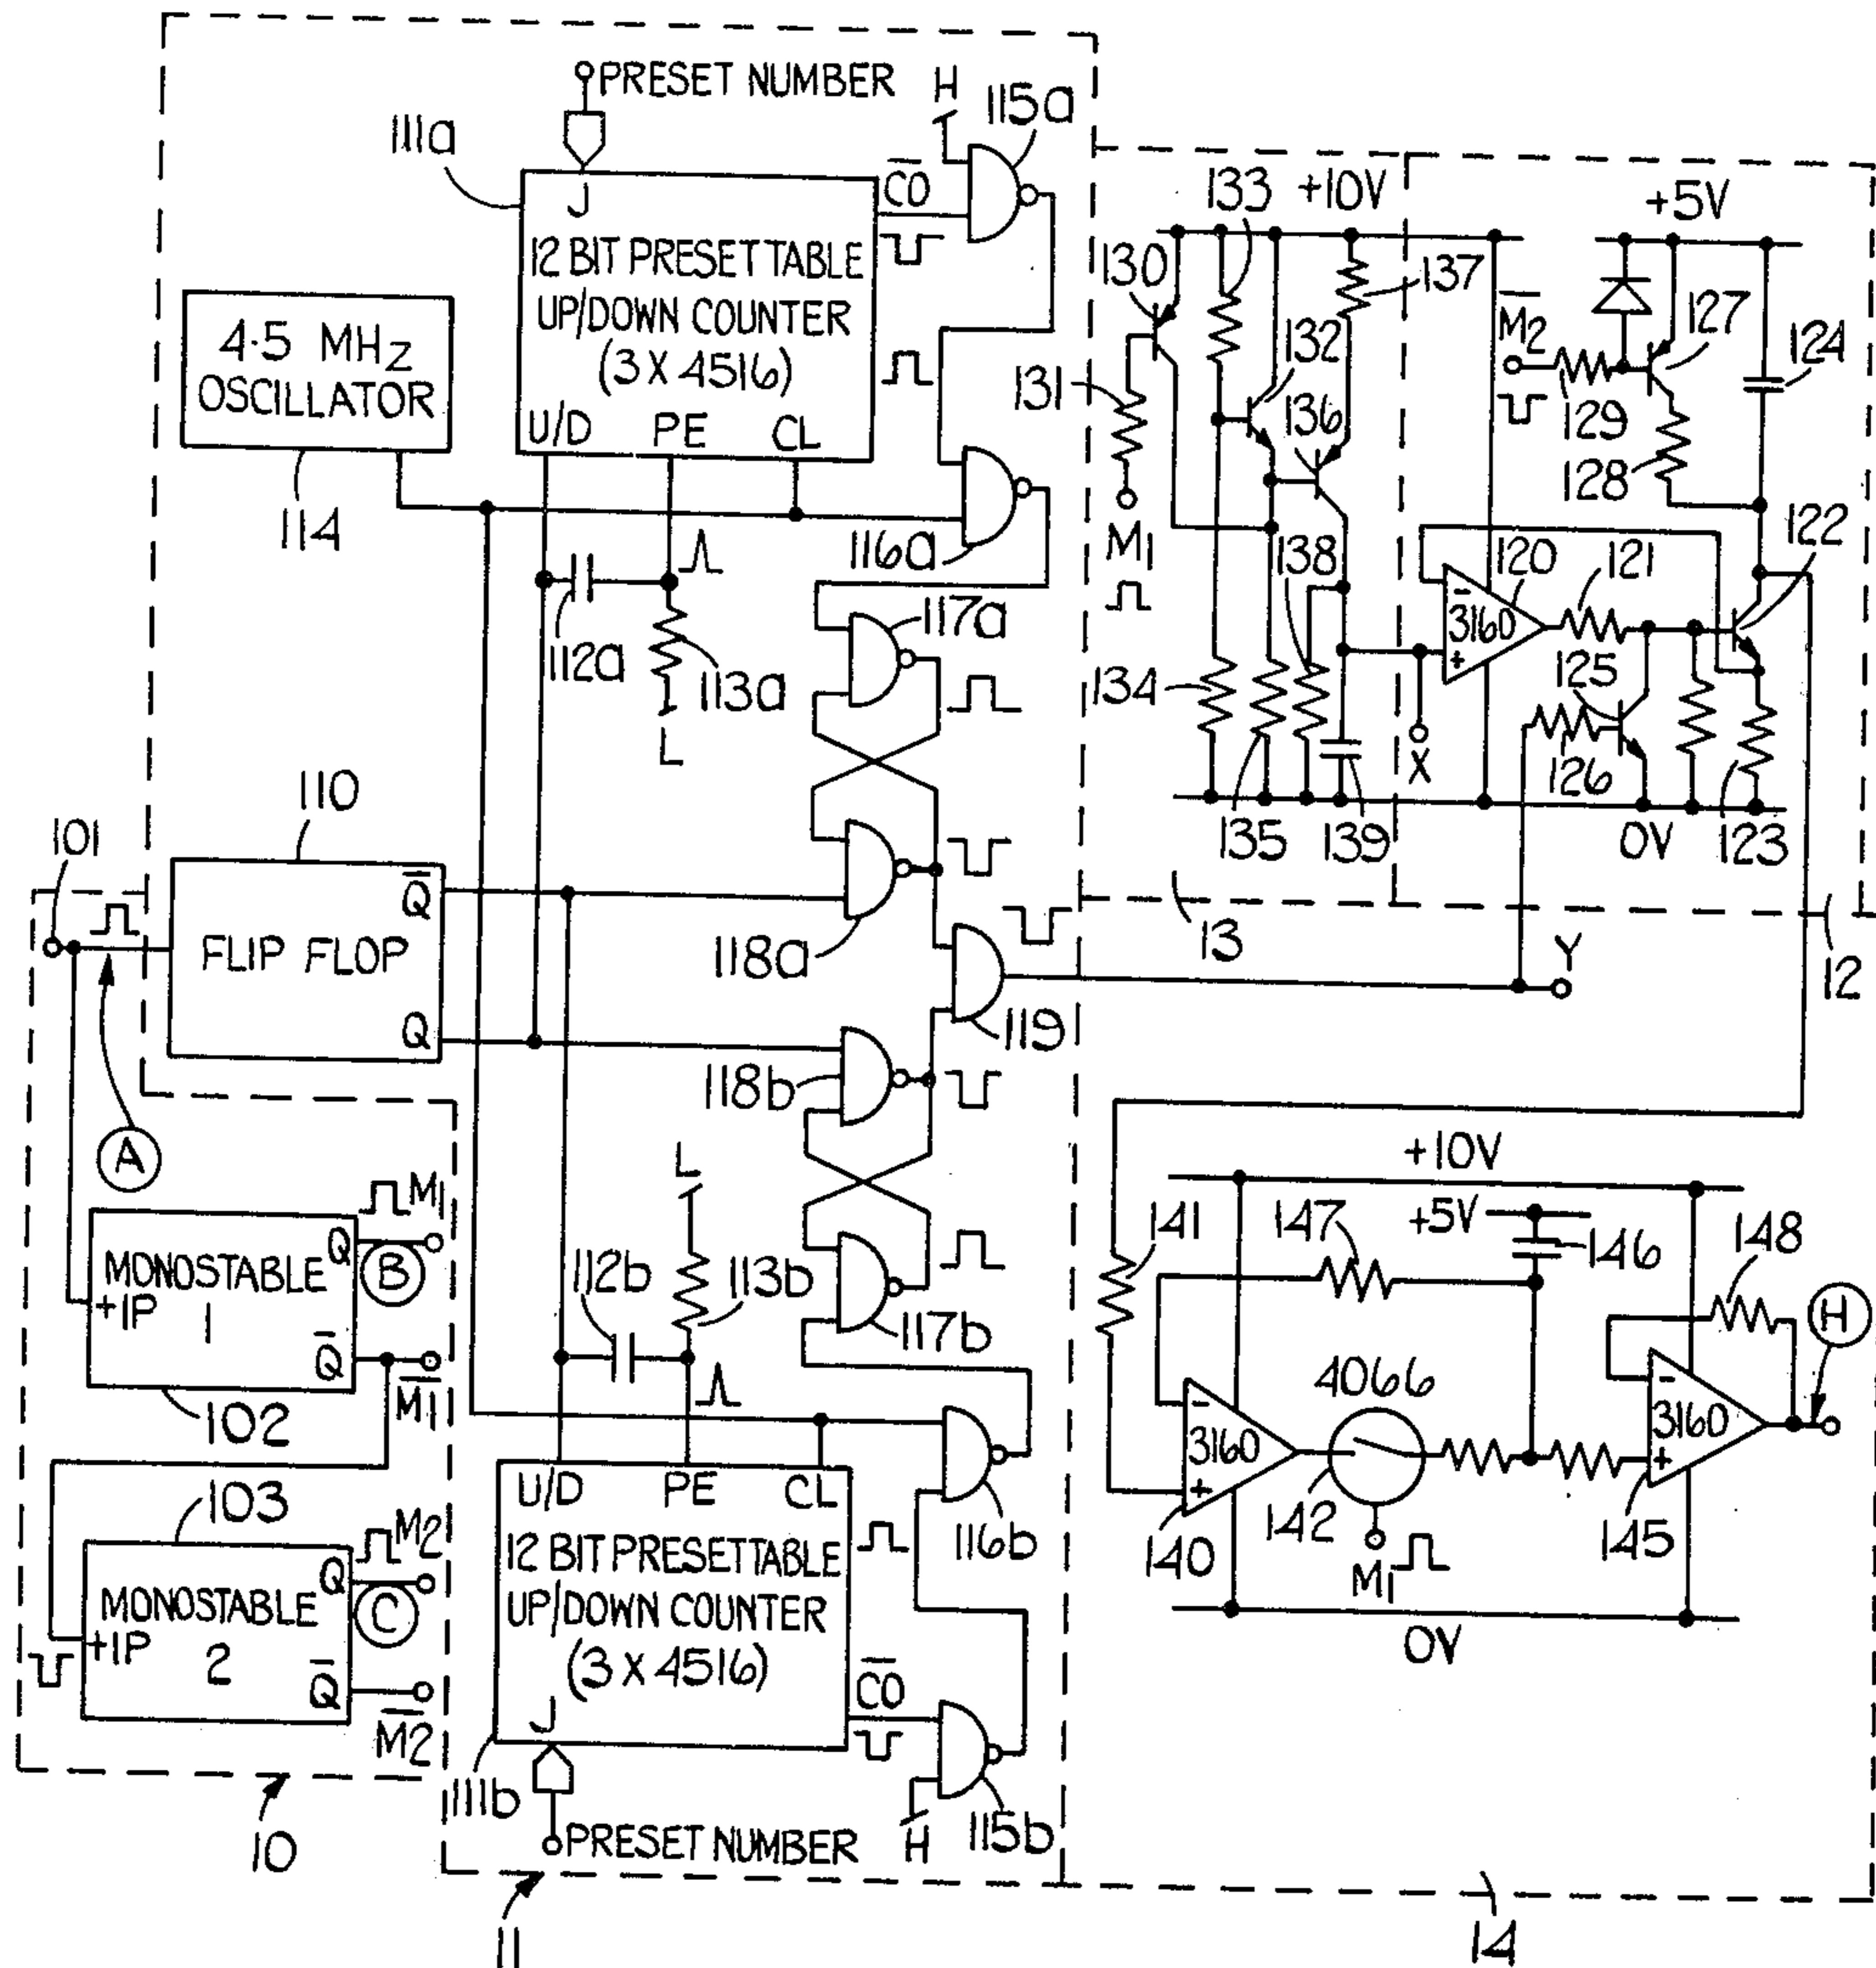 PRESET NUMBER
H
115a
111a
J
C̅O̅
12 BIT PRESETTABLE
UP/DOWN COUNTER
(3 X 4516)
U/D
PE
CL
4·5 MHz
OSCILLATOR
114
116a
112a
113a
L
117a
110
101
FLIP FLOP
Q̅
Q
118a
119
118b
A
MONOSTABLE
1
+IP
Q
Q̅
M1
B
M̅1̅
102
103
MONOSTABLE
2
+IP
Q
Q̅
M2
C
M̅2̅
10
L
112b
113b
117b
116b
U/D
PE
CL
12 BIT PRESETTABLE
UP/DOWN COUNTER
(3 X 4516)
J
C̅O̅
111b
PRESET NUMBER
H
115b
11
133
+10V
130
137
132
131
136
M1
138
134
135
139
X
13
+5V
M̅2̅
127
124
129
128
122
120
121
3160
-
+
125
126
0V
123
12
Y
+10V
+5V
141
147
146
148
H
4066
3160
-
+
3160
-
+
140
142
M1
145
0V
14